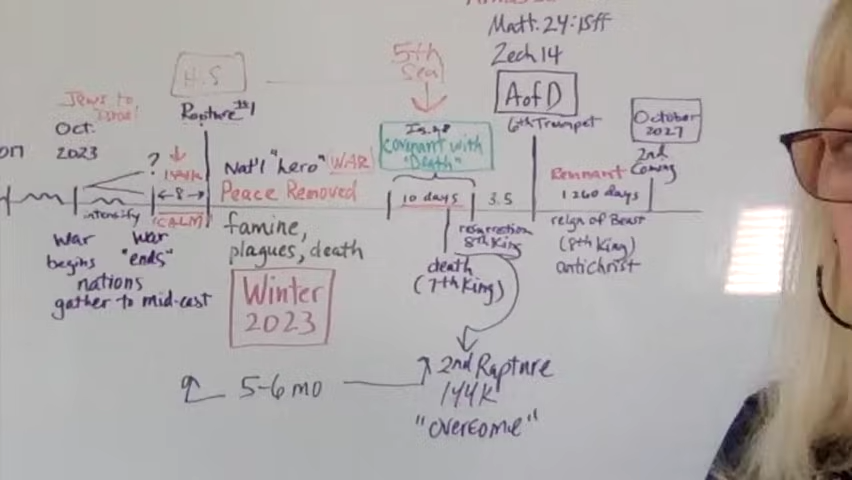 Matt. 24:15ff
Zech 14
AofD
6th Trumpet
October
2027
2nd
Coming
5th
Seal
H.S
Rapture #1
Jews to
Israel
Oct.
2023
?
144K
8
"CALM"
intensify
Nat'l "hero" WAR
Peace Removed
famine,
plagues, death
Winter
2023
covenant with
"Death"
10 days
3.5
Remnant
1260 days
resurrection
8th King
reign of Beast
(8th King)
antichrist
death
(7th King)
war
begins
war
"ends"
nations
gather to mid-east
5-6 mo
2nd Rapture
144K
"overcome"